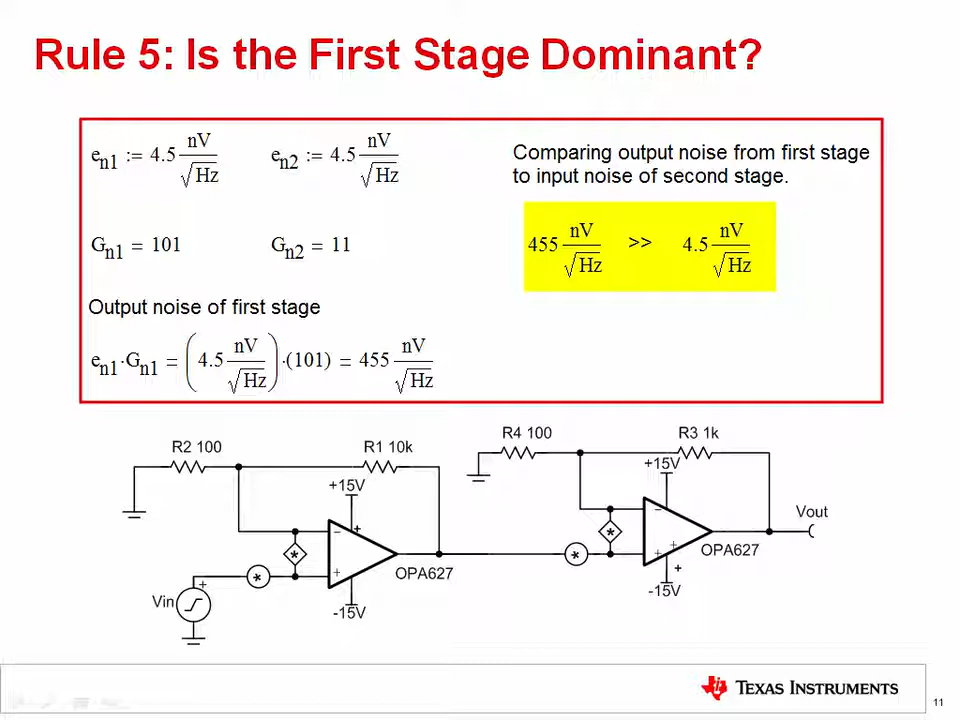 Rule 5: Is the First Stage Dominant?
en1 := 4.5 nV/√Hz en2 := 4.5 nV/√Hz
Gn1 = 101 Gn2 = 11
Output noise of first stage
en1·Gn1 = (4.5 nV/√Hz)·(101) = 455 nV/√Hz
Comparing output noise from first stage
to input noise of second stage.
455 nV/√Hz >> 4.5 nV/√Hz
R2 100
R1 10k
+15V
-
+
+
*
*
OPA627
-15V
Vin
+
R4 100
R3 1k
+15V
-
+
+
+
*
*
OPA627
-15V
Vout
TEXAS INSTRUMENTS
11